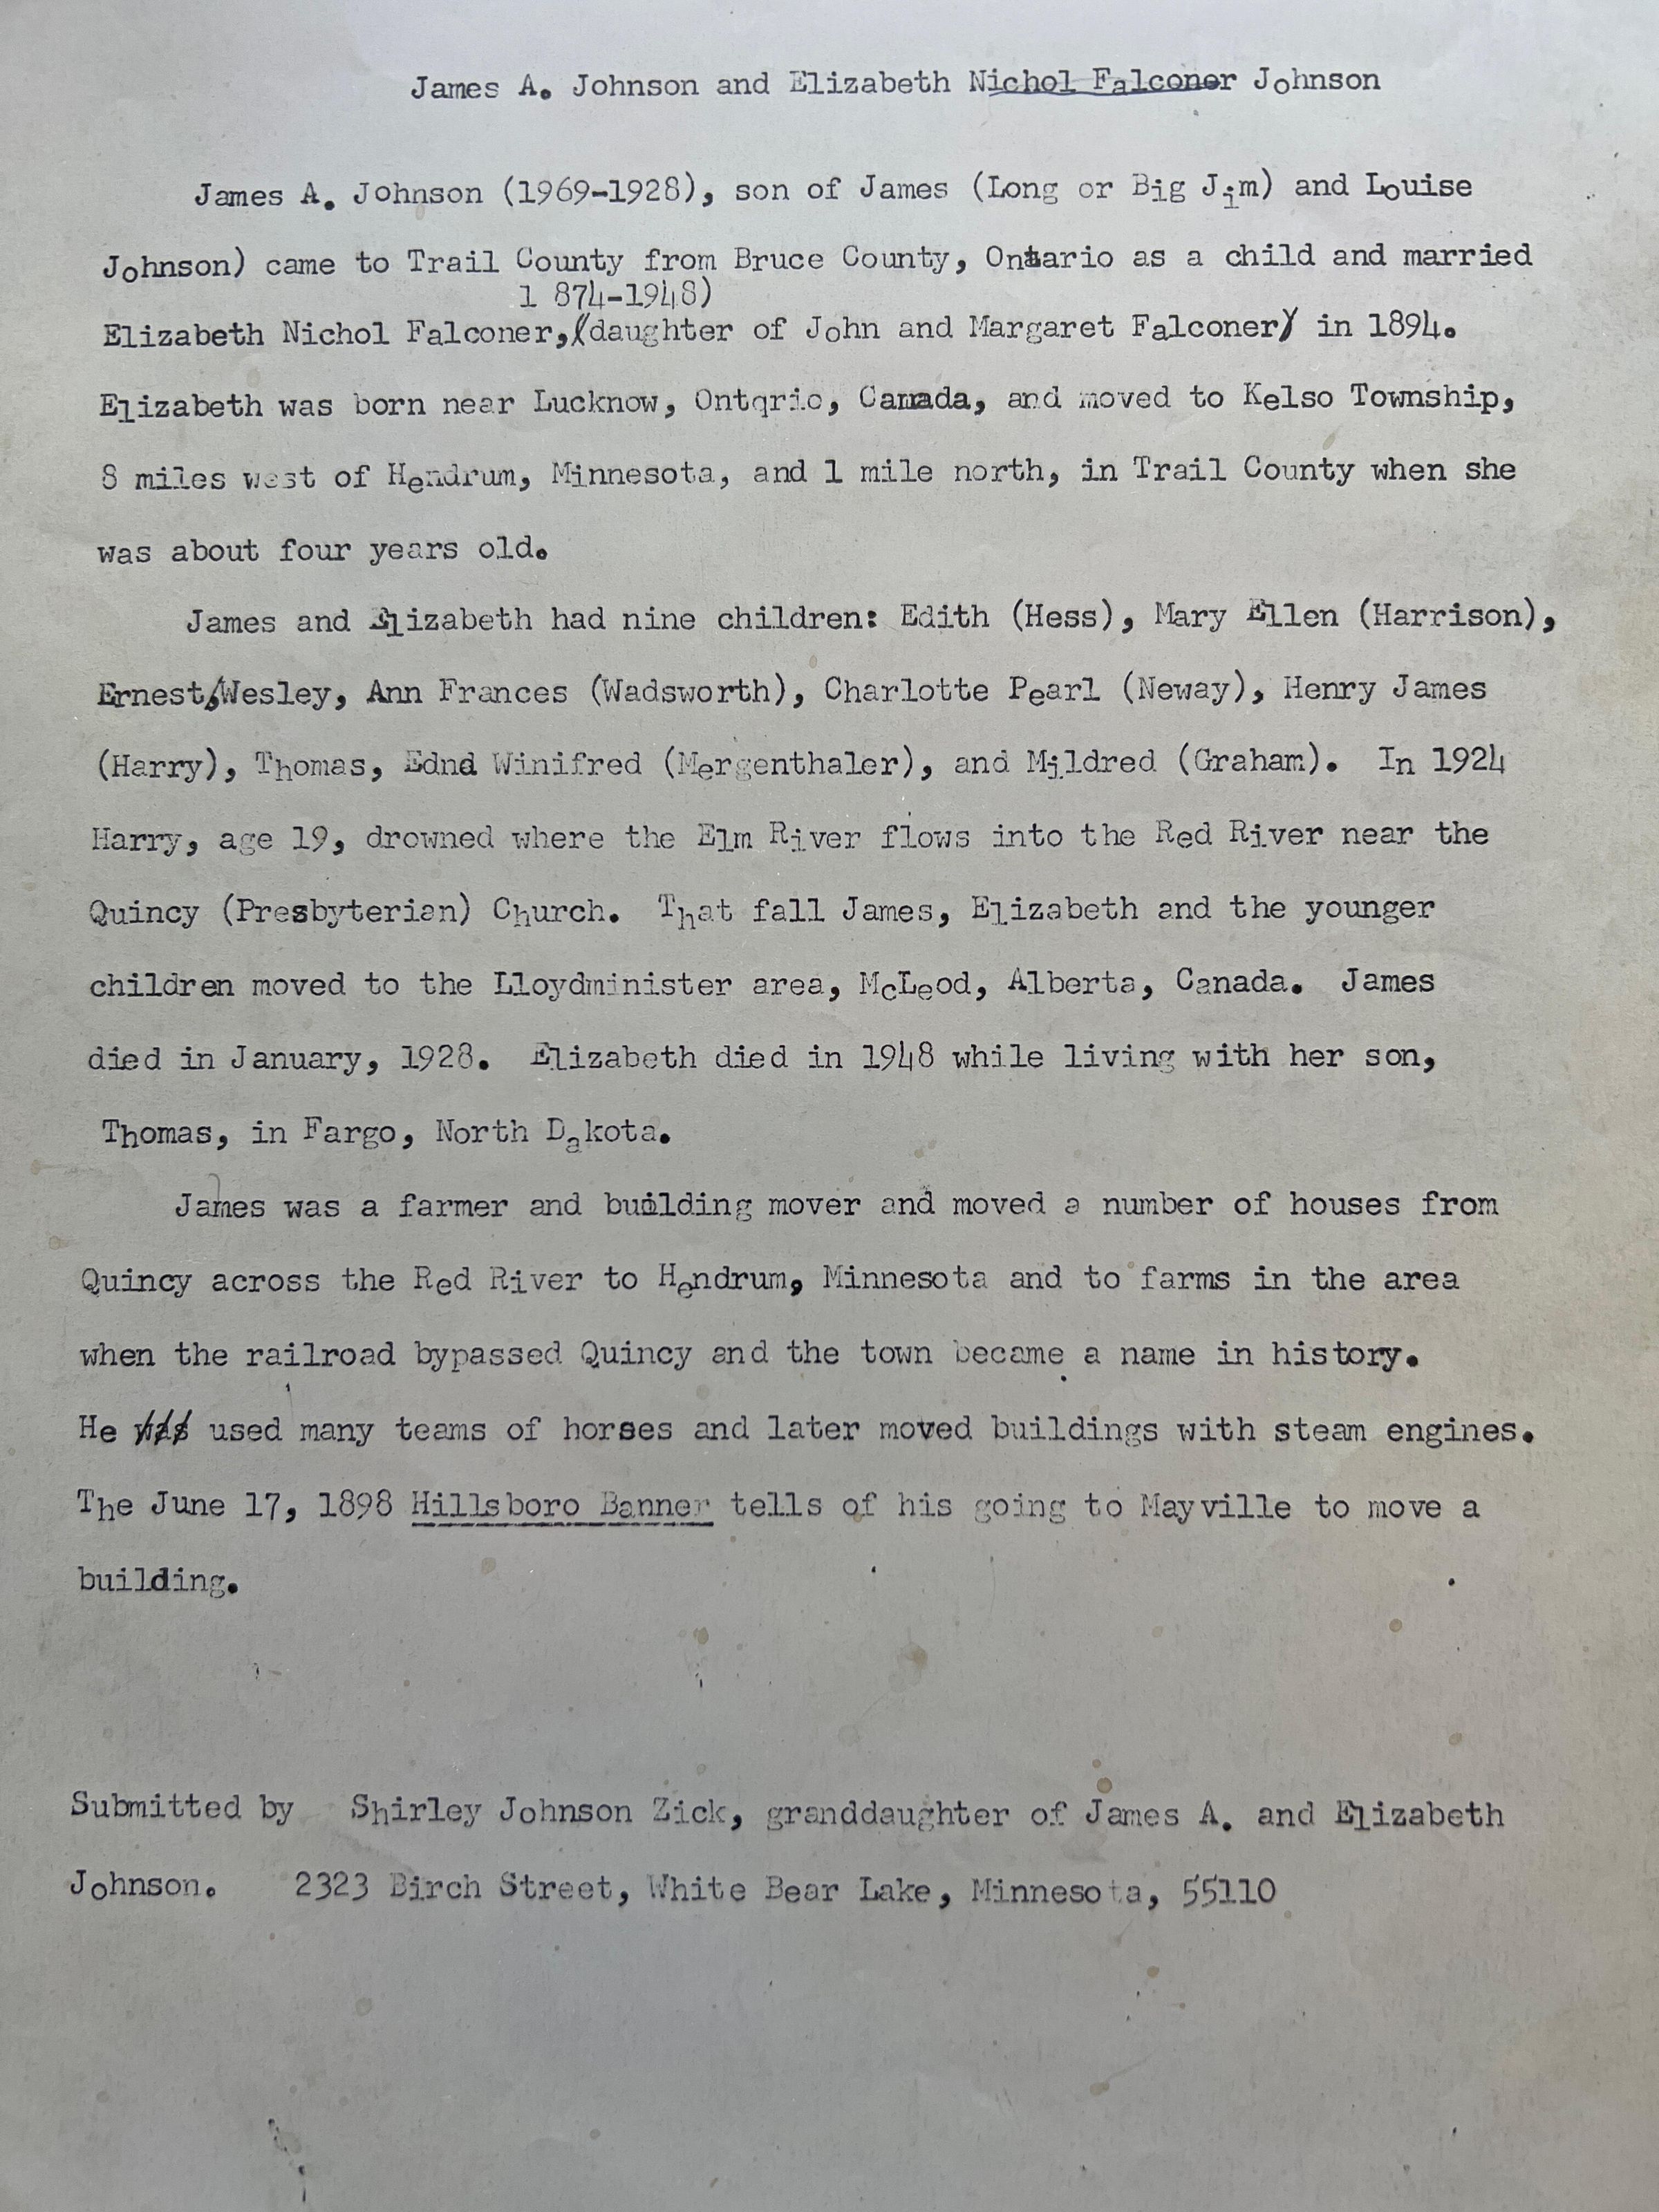 James A. Johnson and Elizabeth Nichol Falconer Johnson
James A. Johnson (1969-1928), son of James (Long or Big Jim) and Louise
Johnson) came to Trail County from Bruce County, Ontario as a child and married
1 874-1948)
Elizabeth Nichol Falconer,(daughter of John and Margaret Falconer) in 1894.
Elizabeth was born near Lucknow, Ontqrio, Canada, and moved to Kelso Township,
8 miles west of Hendrum, Minnesota, and 1 mile north, in Trail County when she
was about four years old.
James and Elizabeth had nine children: Edith (Hess), Mary Ellen (Harrison),
Ernest,Wesley, Ann Frances (Wadsworth), Charlotte Pearl (Neway), Henry James
(Harry), Thomas, Edna Winifred (Mergenthaler), and Mildred (Graham). In 1924
Harry, age 19, drowned where the Elm River flows into the Red River near the
Quincy (Presbyterian) Church. That fall James, Elizabeth and the younger
children moved to the Lloydminister area, McLeod, Alberta, Canada. James
died in January, 1928. Elizabeth died in 1948 while living with her son,
Thomas, in Fargo, North Dakota.
James was a farmer and building mover and moved a number of houses from
Quincy across the Red River to Hendrum, Minnesota and to farms in the area
when the railroad bypassed Quincy and the town became a name in history.
He was used many teams of horses and later moved buildings with steam engines.
The June 17, 1898 Hillsboro Banner tells of his going to Mayville to move a
building.
Submitted by Shirley Johnson Zick, granddaughter of James A. and Elizabeth
Johnson. 2323 Birch Street, White Bear Lake, Minnesota, 55110